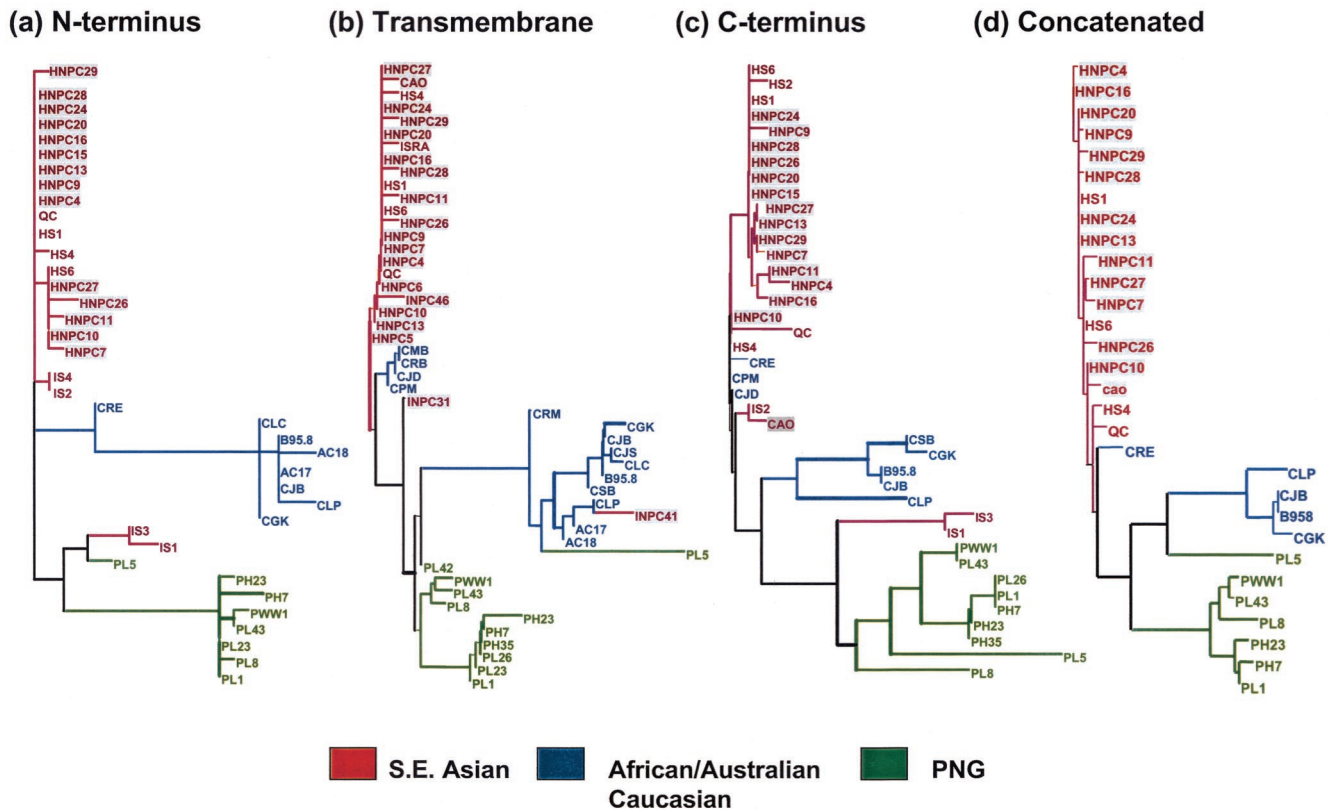 (a) N-terminus
HNPC29
HNPC28
HNPC24
HNPC20
HNPC16
HNPC15
HNPC13
HNPC9
HNPC4
QC
HS1
HS4
HS6
HNPC27
HNPC26
HNPC11
HNPC10
HNPC7
IS4
IS2
CRE
CLC
B95.8
AC18
AC17
CJB
CLP
CGK
IS3
IS1
PL5
PH23
PH7
PWW1
PL43
PL23
PL8
PL1
(b) Transmembrane
HNPC27
CAO
HS4
HNPC24
HNPC29
HNPC20
ISRA
HNPC16
HNPC28
HS1
HNPC11
HS6
HNPC26
HNPC9
HNPC7
HNPC4
QC
HNPC6
INPC46
HNPC10
HNPC13
HNPC5
CMB
CRB
CJD
CPM
INPC31
CRM
CGK
CJB
CJS
CLC
B95.8
CSB
CLP
INPC41
AC17
AC18
PL5
PL42
PWW1
PL43
PL8
PH23
PH7
PH35
PL26
PL23
PL1
(c) C-terminus
HS6
HS2
HS1
HNPC24
HNPC9
HNPC28
HNPC26
HNPC20
HNPC15
HNPC27
HNPC13
HNPC29
HNPC7
HNPC11
HNPC4
HNPC16
HNPC10
QC
HS4
CRE
CPM
CJD
IS2
CAO
CSB
CGK
B95.8
CJB
CLP
IS3
IS1
PWW1
PL43
PL26
PL1
PH7
PH23
PH35
PL5
PL8
(d) Concatenated
HNPC4
HNPC16
HNPC20
HNPC9
HNPC29
HNPC28
HS1
HNPC24
HNPC13
HNPC11
HNPC27
HNPC7
HS6
HNPC26
HNPC10
cao
HS4
QC
CRE
CLP
CJB
B958
CGK
PL5
PWW1
PL43
PL8
PH23
PH7
PL1
S.E. Asian
African/Australian
Caucasian
PNG